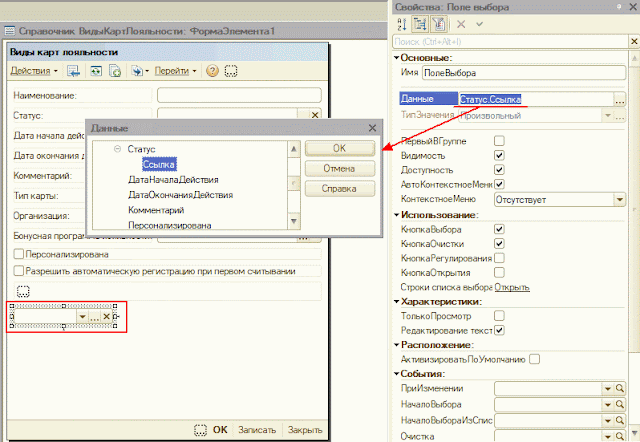 Справочник ВидыКартЛояльности: ФормаЭлемента1
Виды карт лояльности
Действия
Перейти
Наименование:
Статус:
Дата начала дейс
Дата окончания д
Комментарий:
Тип карты:
Организация:
Бонусная программа
Персонализирована
Разрешить автоматическую регистрацию при первом считывании
OK Записать Закрыть
Данные
Статус
Ссылка
ДатаНачалаДействия
ДатаОкончанияДействия
Комментарий
Персонализирована
OK
Отмена
Справка
Свойства: Поле выбора
Поиск (Ctrl+Alt+I)
Основные:
Имя ПолеВыбора
Данные Статус.Ссылка
ТипЗначения Произвольный
ПервыйВГруппе
Видимость
Доступность
АвтоКонтекстноеМен
КонтекстноеМеню Отсутствует
Использование:
КнопкаВыбора
КнопкаОчистки
КнопкаРегулирования
КнопкаОткрытия
Строки списка выбора Открыть
Характеристики:
ТолькоПросмотр
Редактирование текст
Расположение:
АктивизироватьПоУмолчанию
События:
ПриИзменении
НачалоВыбора
НачалоВыбораИзСпис
Очистка